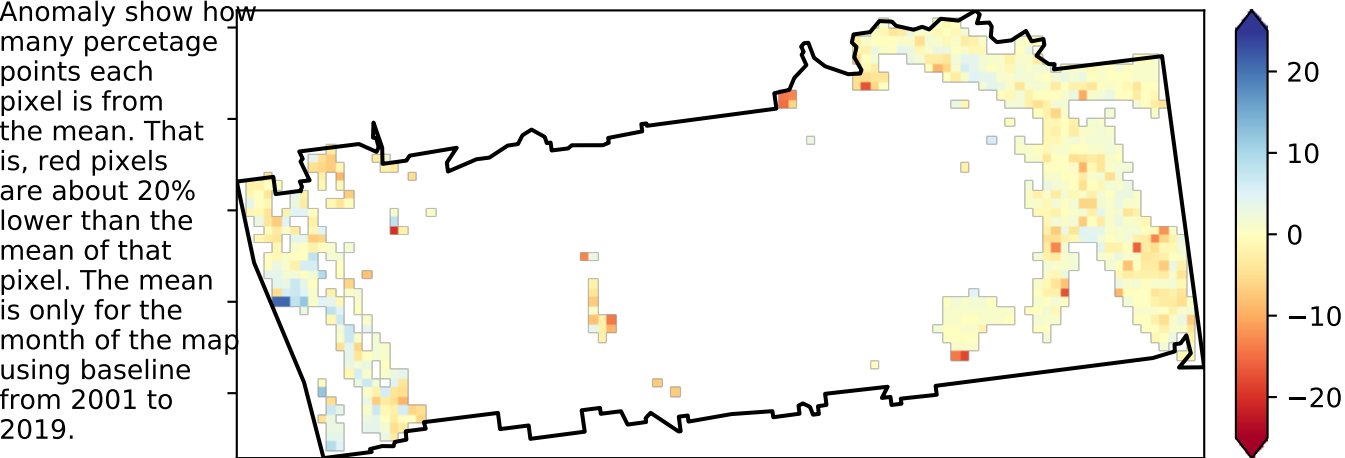 Anomaly show how
many percetage
points each
pixel is from
the mean. That
is, red pixels
are about 20%
lower than the
mean of that
pixel. The mean
is only for the
month of the map
using baseline
from 2001 to
2019.
20
10
0
−10
−20